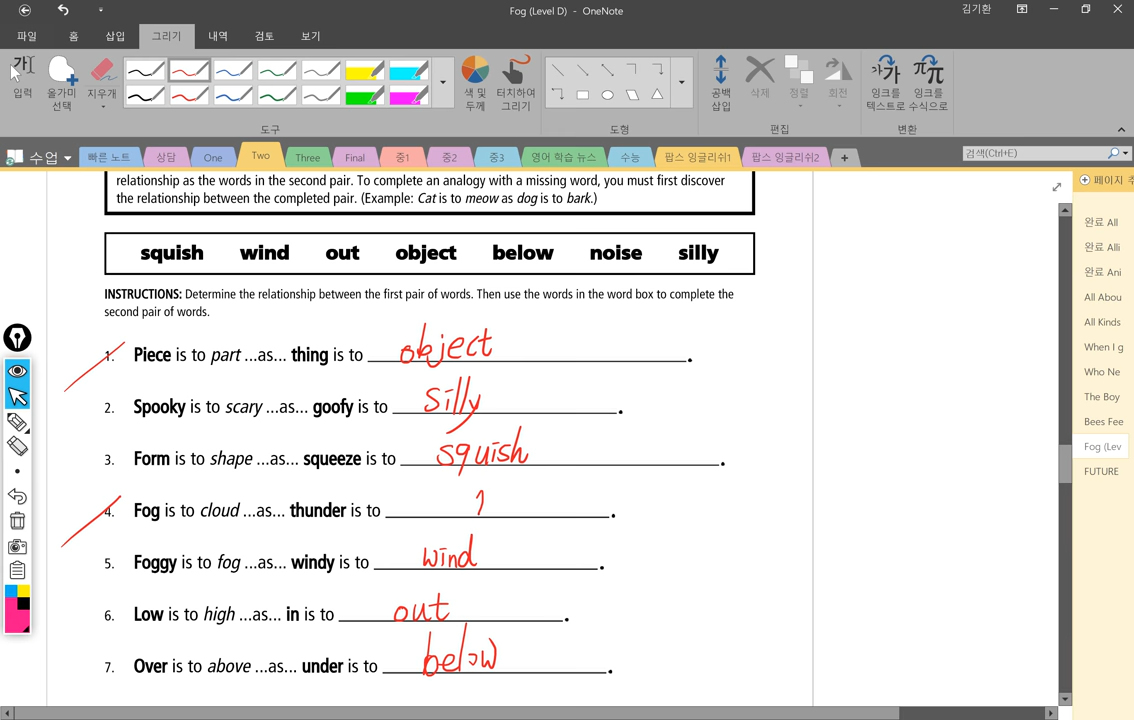 Fog (Level D) - OneNote
김기환
파일 홈 삽입 그리기 내역 검토 보기
입력 올가미 선택 지우개 색 및 두께 터치하여 그리기 공백 삽입 삭제 정렬 회전 잉크를 텍스트로 잉크를 수식으로
도구 도형 편집 변환
수업 빠른 노트 상담 One Two Three Final 중1 중2 중3 영어 학습 뉴스 수능 팝스 잉글리쉬1 팝스 잉글리쉬2 검색(Ctrl+E)
relationship as the words in the second pair. To complete an analogy with a missing word, you must first discover
the relationship between the completed pair. (Example: Cat is to meow as dog is to bark.)
squish wind out object below noise silly
INSTRUCTIONS: Determine the relationship between the first pair of words. Then use the words in the word box to complete the
second pair of words.
1. Piece is to part ...as... thing is to object.
2. Spooky is to scary ...as... goofy is to silly.
3. Form is to shape ...as... squeeze is to squish.
4. Fog is to cloud ...as... thunder is to .
5. Foggy is to fog ...as... windy is to wind.
6. Low is to high ...as... in is to out.
7. Over is to above ...as... under is to below.
페이지 추
완료 All
완료 Alli
완료 Ani
All Abou
All Kinds
When I g
Who Ne
The Boy
Bees Fee
Fog (Lev
FUTURE